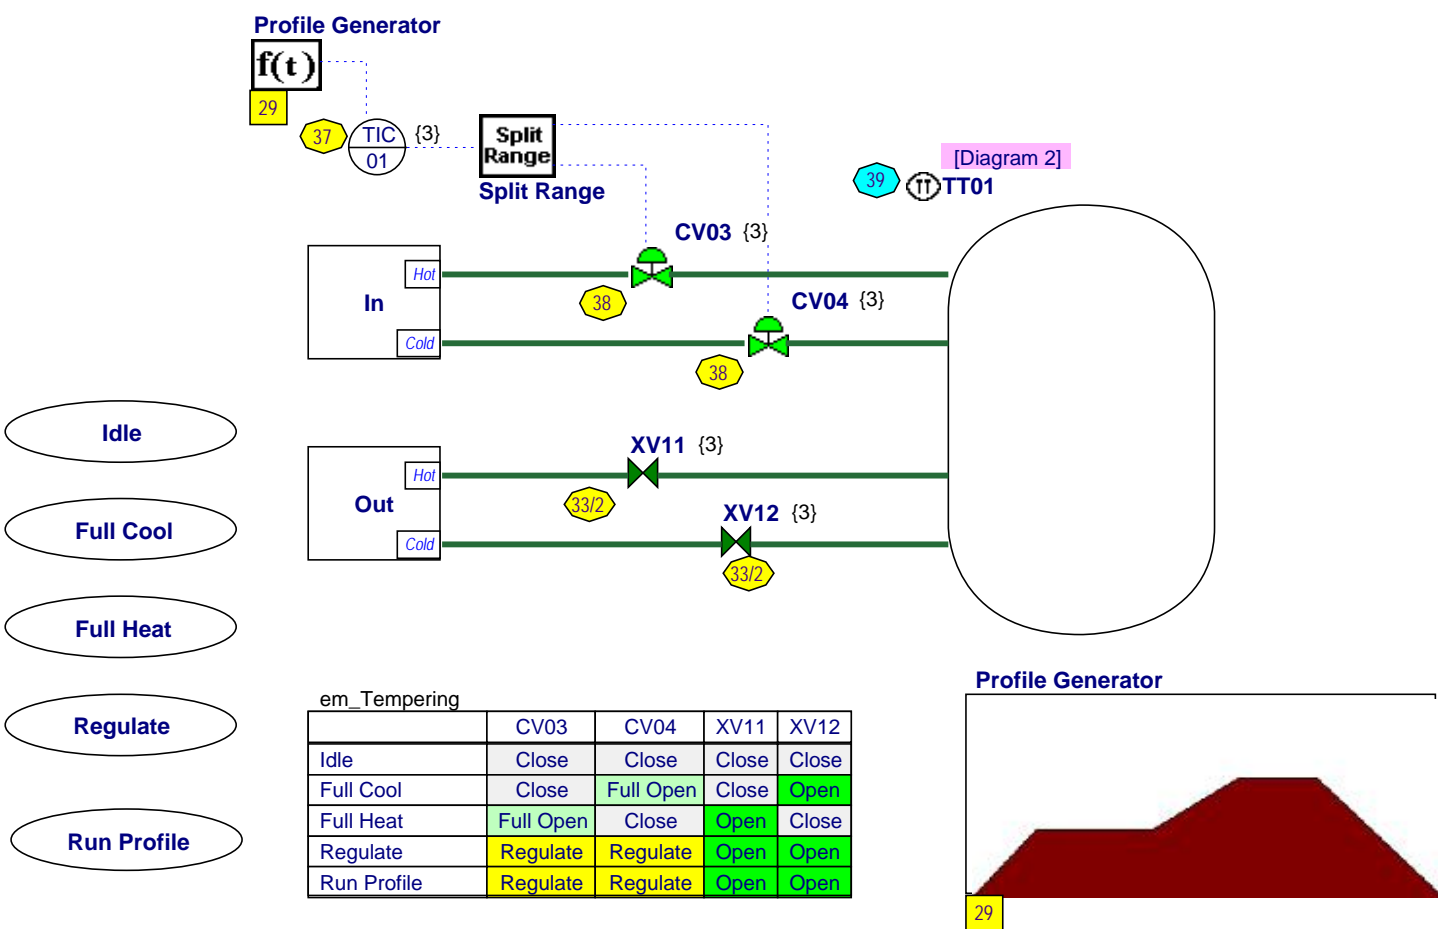 Profile Generator
f(t)
29
37
TIC
01
{3}
Split
Range
Split Range
[Diagram 2]
39
TT
TT01
CV03 {3}
Hot
In
38
CV04 {3}
Cold
38
Idle
XV11 {3}
Hot
Out
33/2
XV12 {3}
Full Cool
Cold
33/2
Full Heat
Regulate
Run Profile
em_Tempering
CV03 CV04 XV11 XV12
Idle Close Close Close Close
Full Cool Close Full Open Close Open
Full Heat Full Open Close Open Close
Regulate Regulate Regulate Open Open
Run Profile Regulate Regulate Open Open
Profile Generator
29